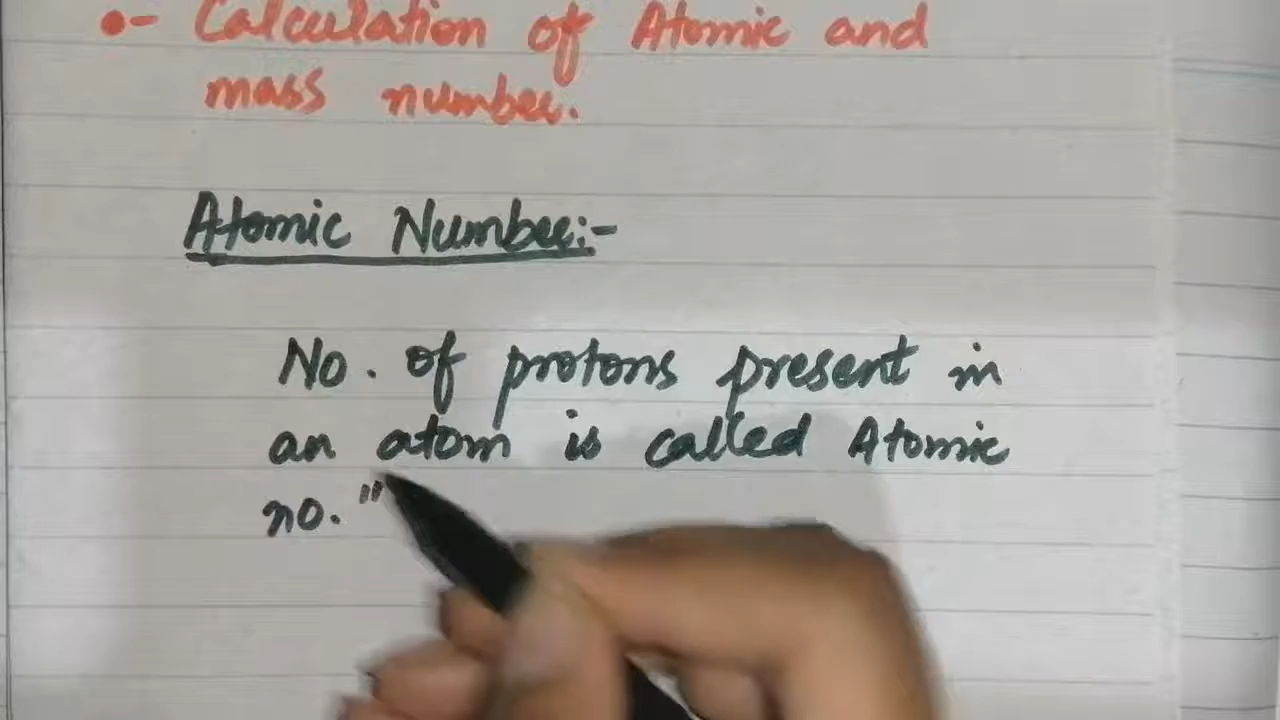 •- Calculation of Atomic and
mass number.
Atomic Number:-
No. of protons present in
an atom is called Atomic
no."